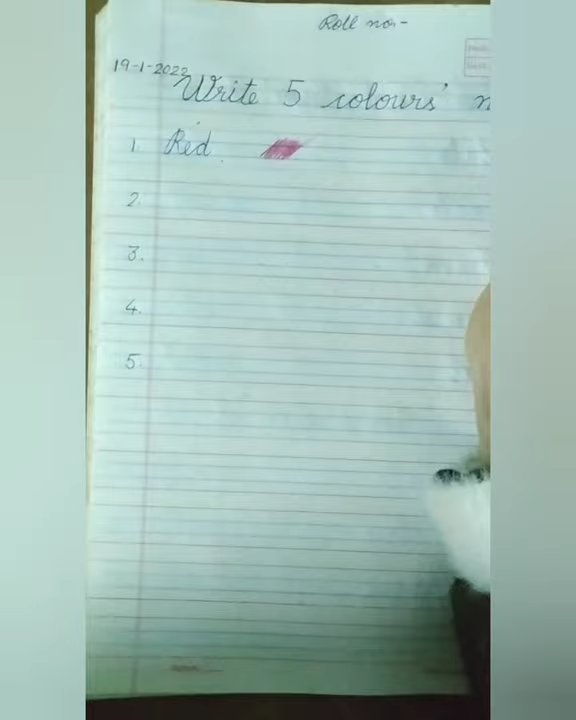 Roll no-
19-1-2022
Write 5 colours' n
1. Red
2.
3.
4.
5.